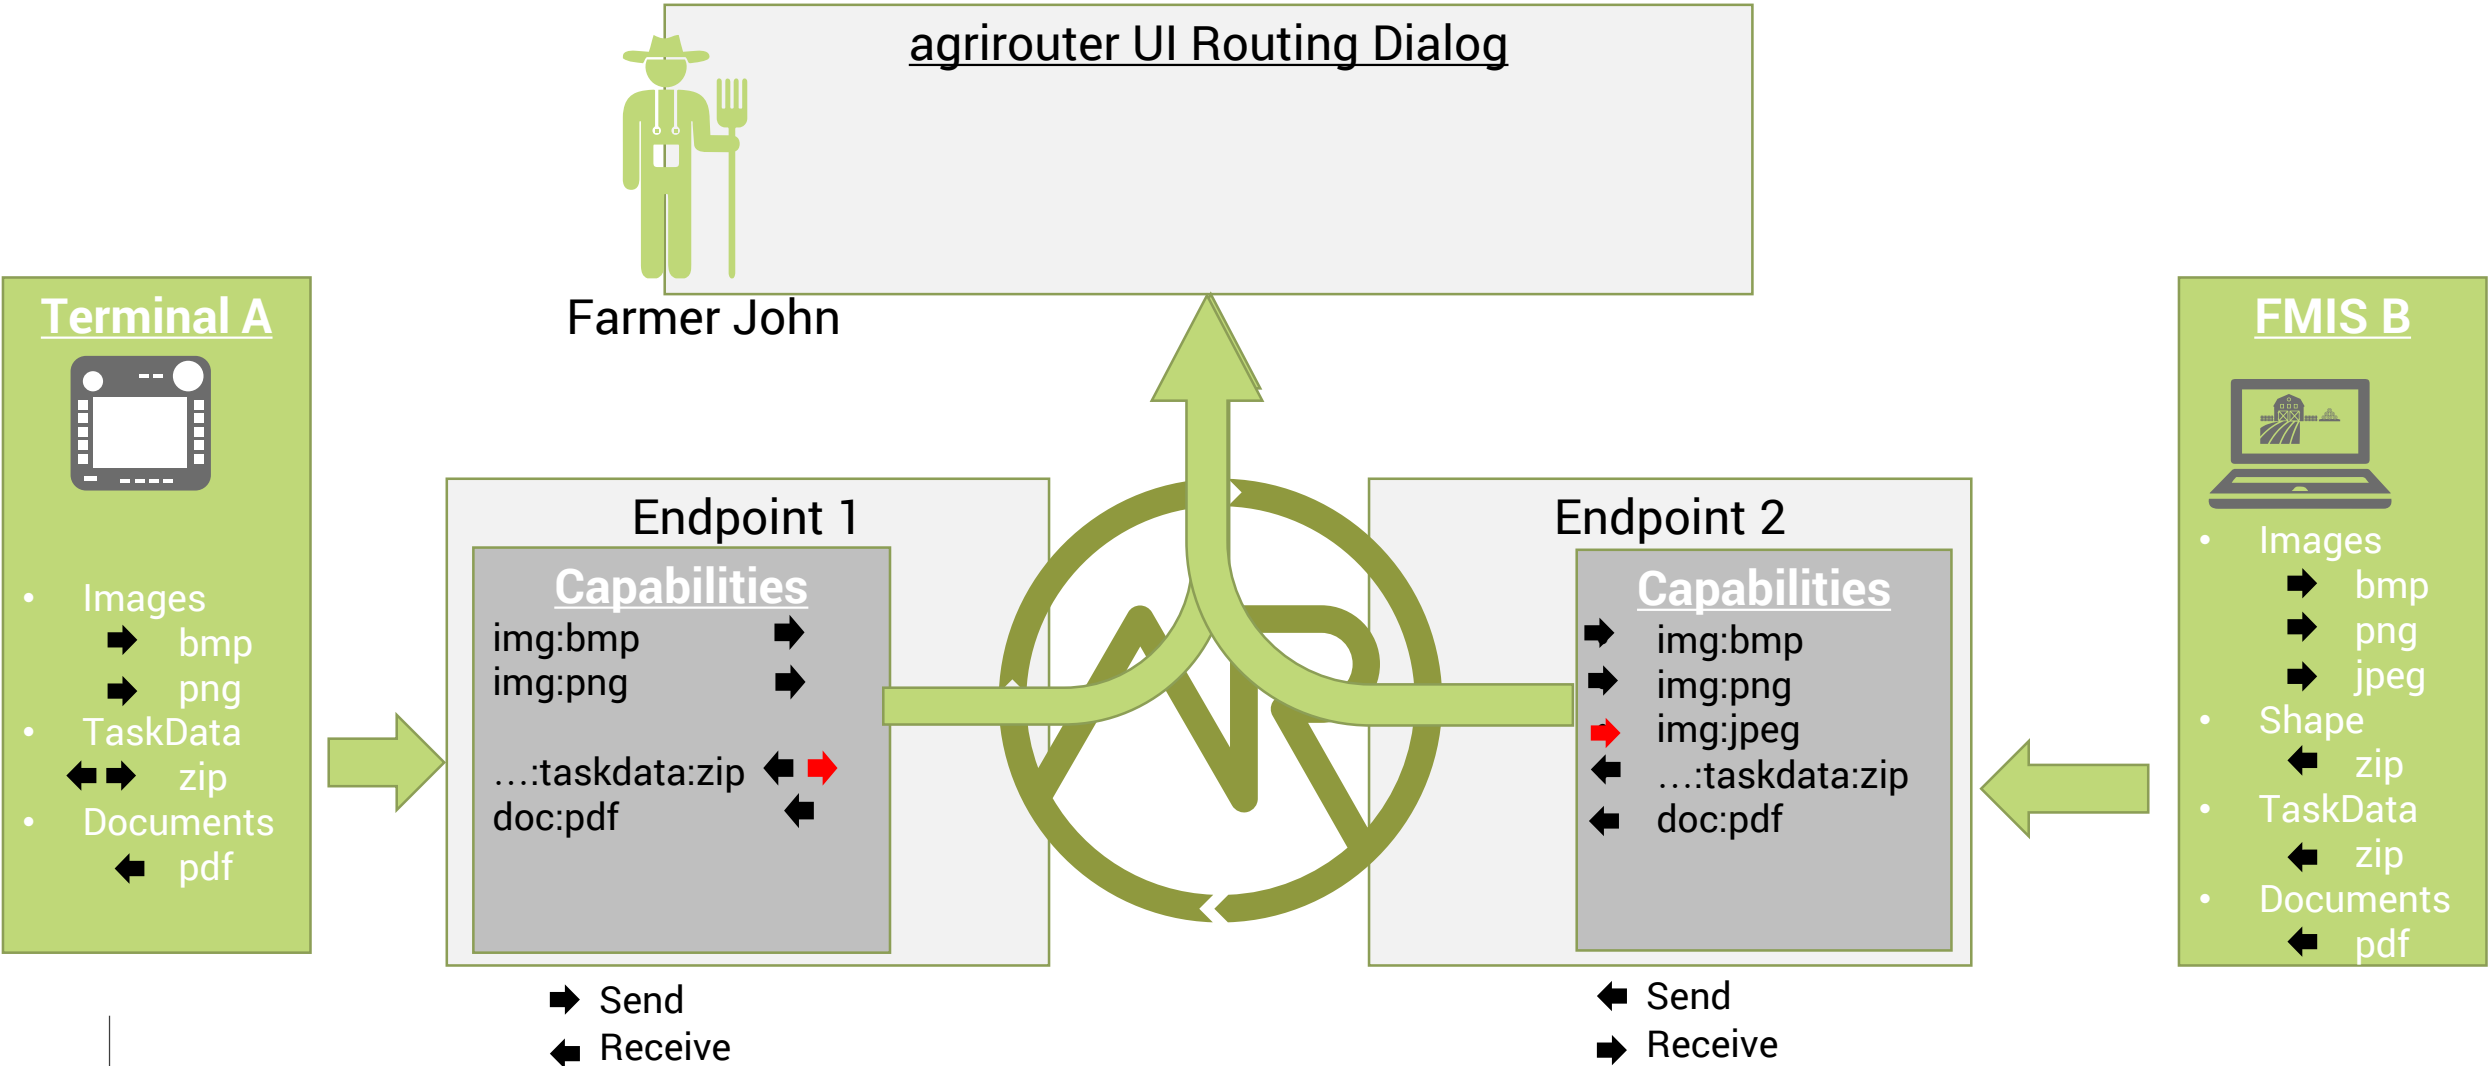 agrirouter UI Routing Dialog
Farmer John
Terminal A
• Images
bmp
png
• TaskData
zip
• Documents
pdf
Endpoint 1
Capabilities
img:bmp
img:png
...:taskdata:zip
doc:pdf
Send
Receive
Endpoint 2
Capabilities
img:bmp
img:png
img:jpeg
...:taskdata:zip
doc:pdf
Send
Receive
FMIS B
• Images
bmp
png
jpeg
• Shape
zip
• TaskData
zip
• Documents
pdf